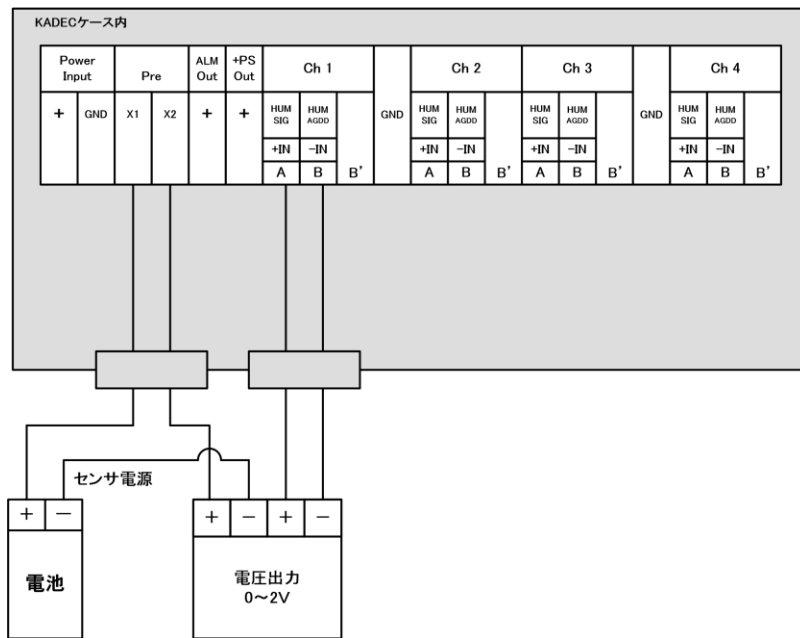 KADECケース内
Power Input
Pre
ALM Out
+PS Out
Ch 1
Ch 2
Ch 3
Ch 4
+
GND
X1
X2
+
+
HUM SIG
HUM AGDD
GND
HUM SIG
HUM AGDD
HUM SIG
HUM AGDD
GND
HUM SIG
HUM AGDD
+IN
-IN
+IN
-IN
+IN
-IN
+IN
-IN
A
B
B'
A
B
B'
A
B
B'
A
B
B'
センサ電源
+
-
+
-
+
-
電池
電圧出力
0~2V